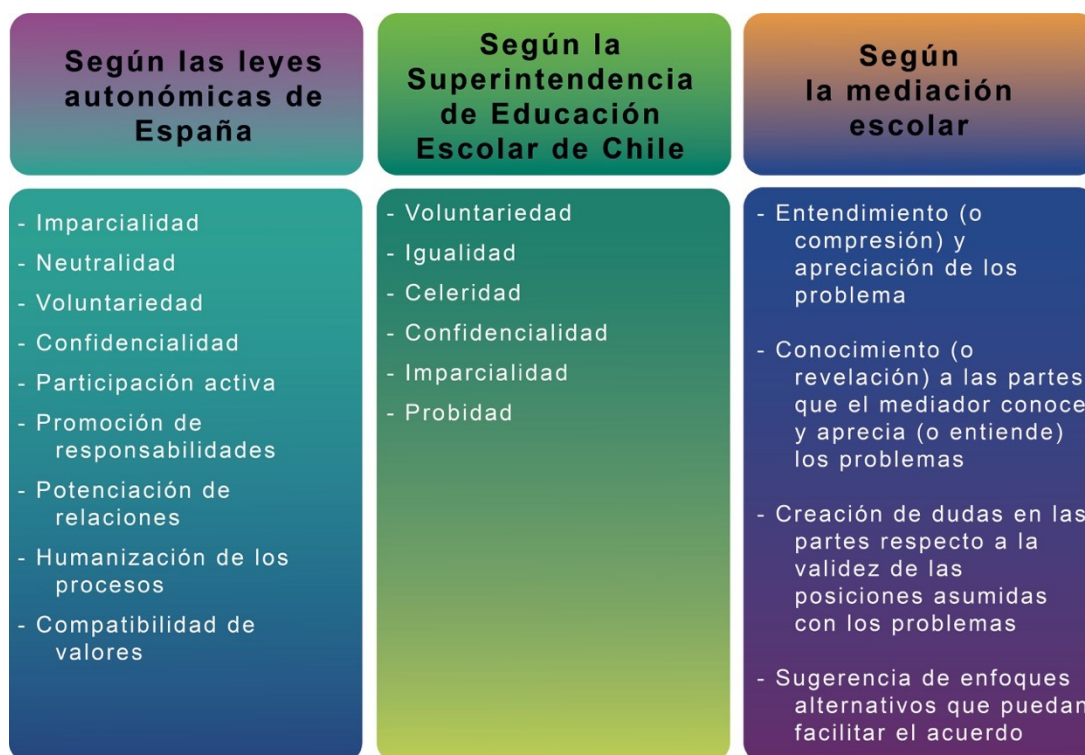 Según las leyes
autonómicas de
España
- Imparcialidad
- Neutralidad
- Voluntariedad
- Confidencialidad
- Participación activa
- Promoción de
responsabilidades
- Potenciación de
relaciones
- Humanización de los
procesos
- Compatibilidad de
valores
Según la
Superintendencia
de Educación
Escolar de Chile
- Voluntariedad
- Igualidad
- Celeridad
- Confidencialidad
- Imparcialidad
- Probidad
Según
la mediación
escolar
- Entendimiento (o
compresión) y
apreciación de los
problema
- Conocimiento (o
revelación) a las partes
que el mediador conoce
y aprecia (o entiende)
los problemas
- Creación de dudas en las
partes respecto a la
validez de las
posiciones asumidas
con los problemas
- Sugerencia de enfoques
alternativos que puedan
facilitar el acuerdo